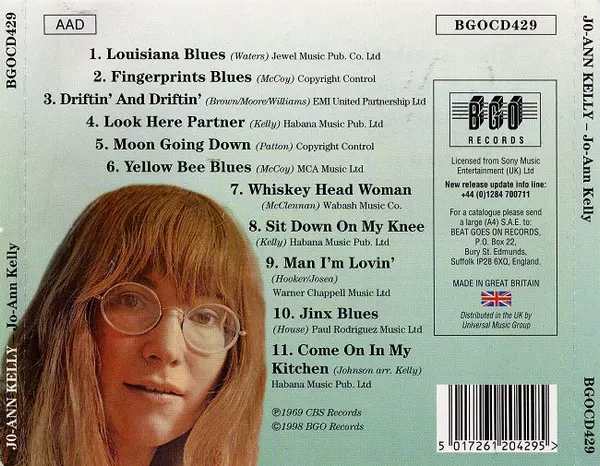 AAD
BGOCD429
1. Louisiana Blues (Waters) Jewel Music Pub. Co. Ltd
2. Fingerprints Blues (McCoy) Copyright Control
3. Driftin' And Driftin' (Brown/Moore/Williams) EMI United Partnership Ltd
4. Look Here Partner (Kelly) Habana Music Pub. Ltd
5. Moon Going Down (Patton) Copyright Control
6. Yellow Bee Blues (McCoy) MCA Music Ltd
7. Whiskey Head Woman
(McClennan) Wabash Music Co.
8. Sit Down On My Knee
(Kelly) Habana Music Pub. Ltd
9. Man I'm Lovin'
(Hooker/Josea)
Warner Chappell Music Ltd
10. Jinx Blues
(House) Paul Rodriguez Music Ltd
11. Come On In My
Kitchen (Johnson arr. Kelly)
Habana Music Pub. Ltd
℗1969 CBS Records
©1998 BGO Records
BGO
RECORDS
Licensed from Sony Music
Entertainment (UK) Ltd
New release update info line:
+44 (0)1284 700711
For a catalogue please send
a large (A4) S.A.E. to:
BEAT GOES ON RECORDS,
P.O. Box 22,
Bury St. Edmunds,
Suffolk IP28 6XQ, England.
MADE IN GREAT BRITAIN
Distributed in the UK by
Universal Music Group
5 017261 204295 >
BGOCD429
Jo-Ann Kelly
JO-ANN KELLY
JO-ANN KELLY – Jo-Ann Kelly
BGOCD429